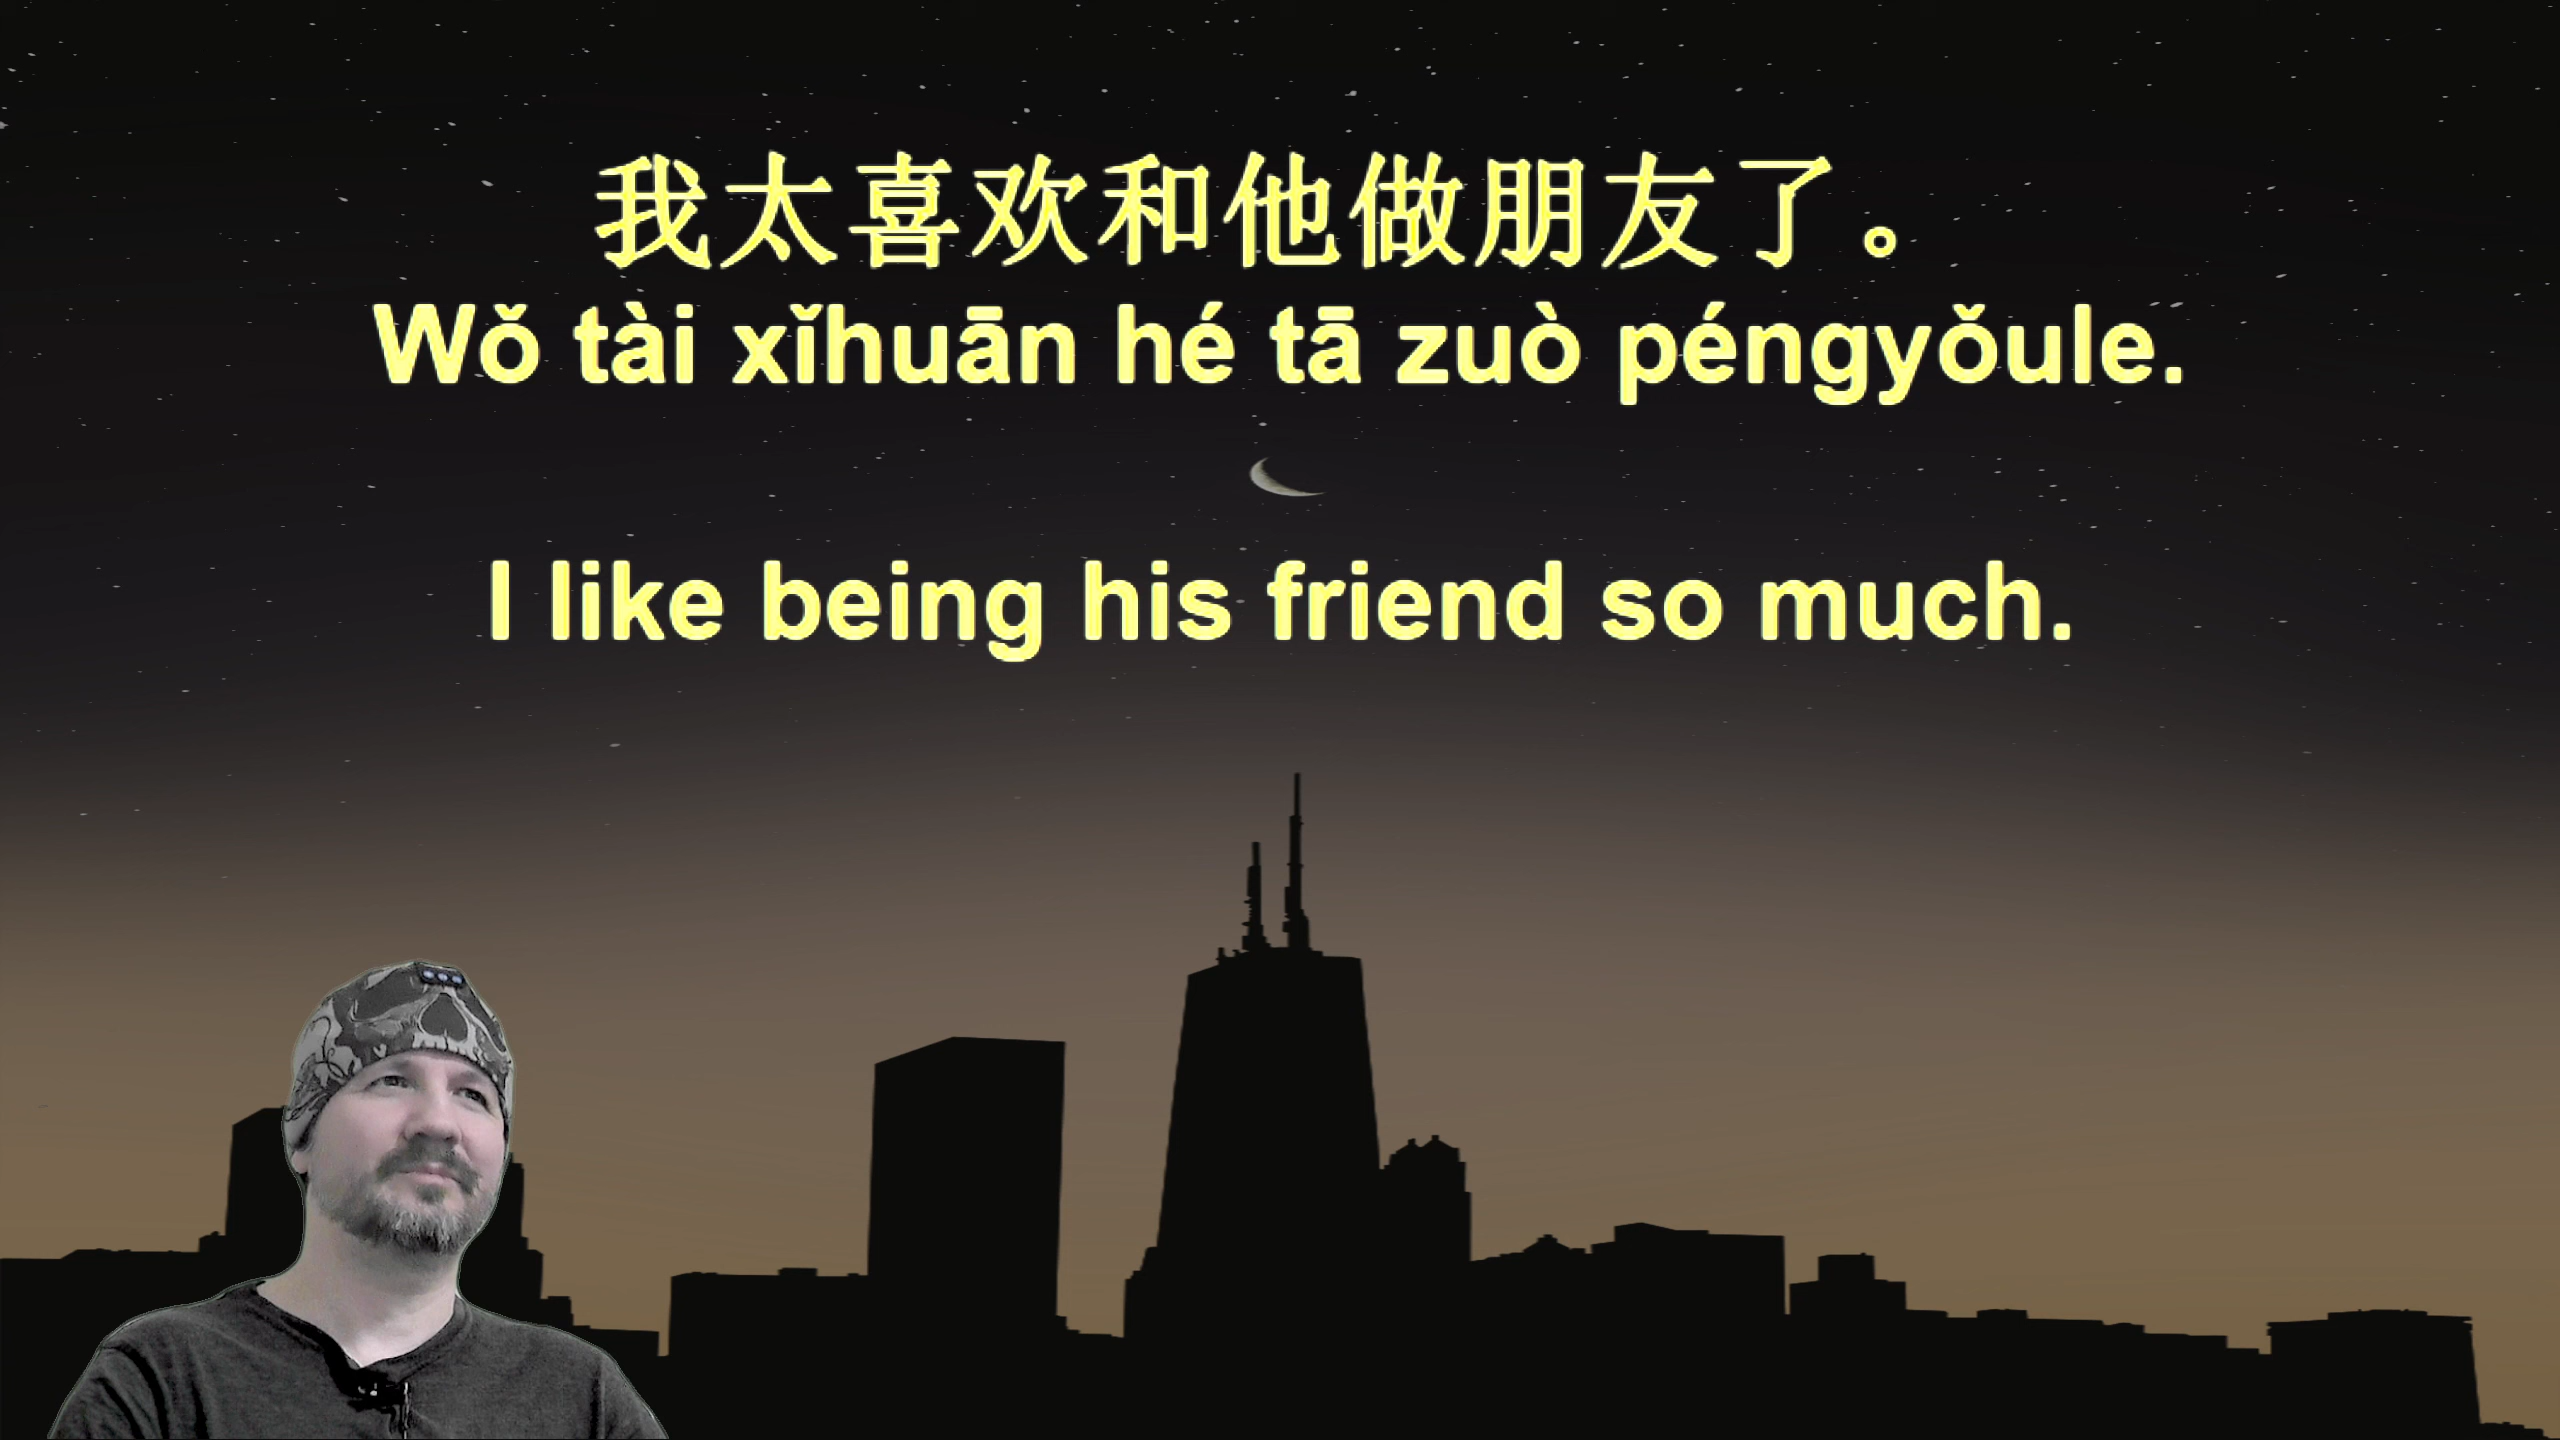 我太喜欢和他做朋友了。
Wǒ tài xǐhuān hé tā zuò péngyǒule.
I like being his friend so much.